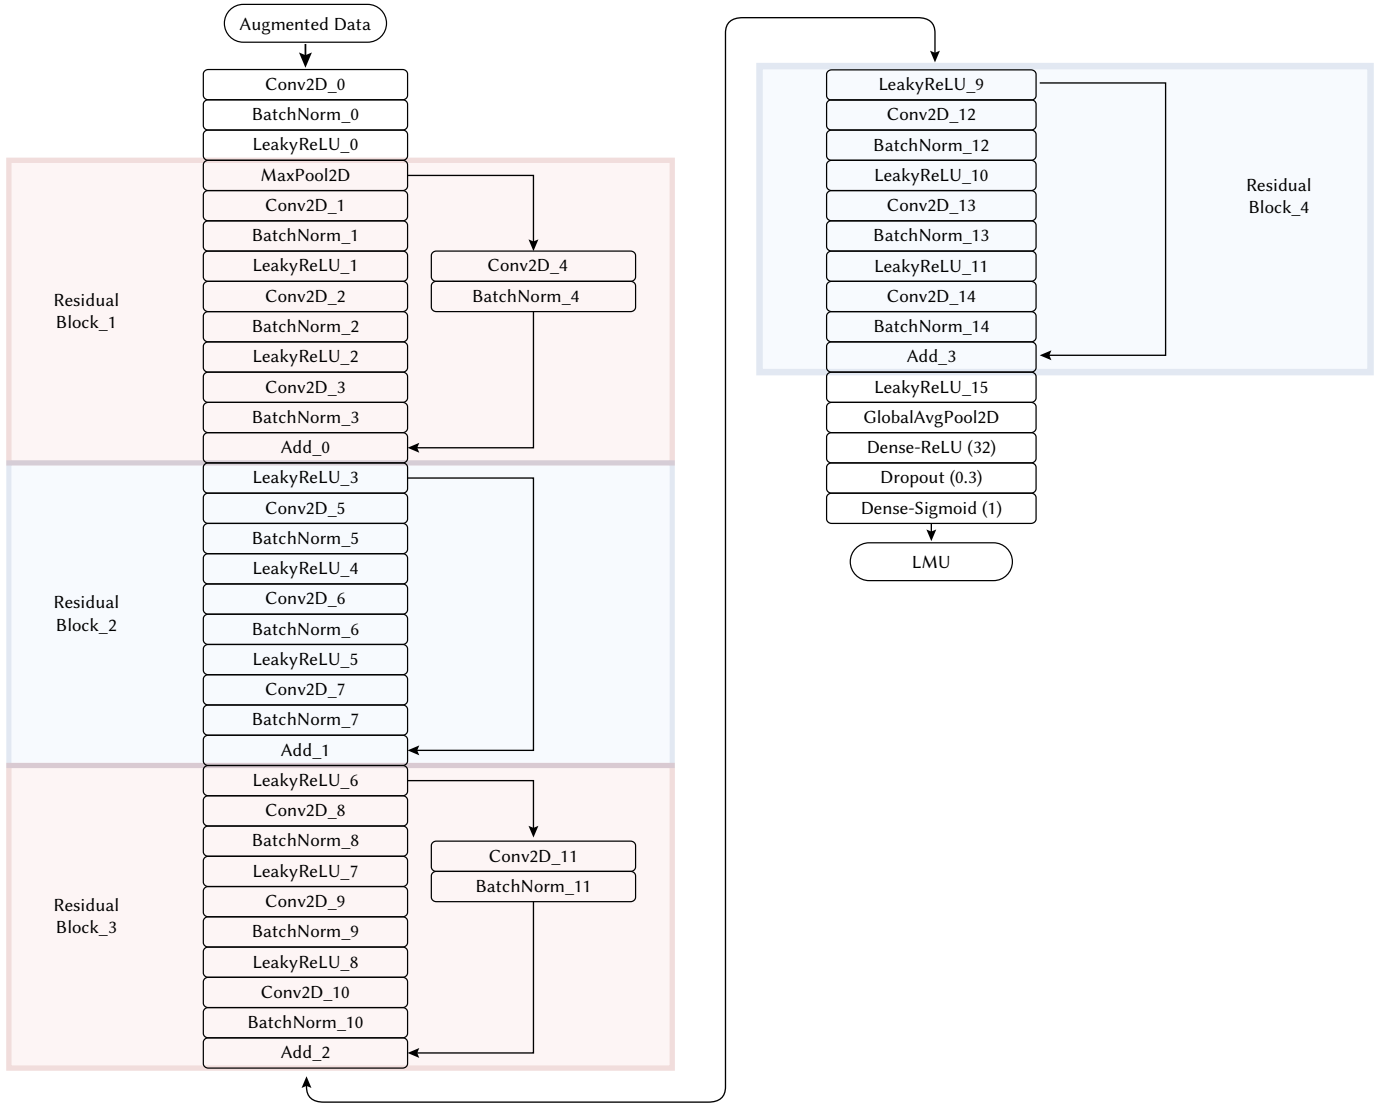 Augmented Data
Conv2D_0
BatchNorm_0
LeakyReLU_0
MaxPool2D
Conv2D_1
BatchNorm_1
LeakyReLU_1
Conv2D_2
BatchNorm_2
LeakyReLU_2
Conv2D_3
BatchNorm_3
Add_0
Conv2D_4
BatchNorm_4
Residual
Block_1
LeakyReLU_3
Conv2D_5
BatchNorm_5
LeakyReLU_4
Conv2D_6
BatchNorm_6
LeakyReLU_5
Conv2D_7
BatchNorm_7
Add_1
Residual
Block_2
LeakyReLU_6
Conv2D_8
BatchNorm_8
LeakyReLU_7
Conv2D_9
BatchNorm_9
LeakyReLU_8
Conv2D_10
BatchNorm_10
Add_2
Conv2D_11
BatchNorm_11
Residual
Block_3
LeakyReLU_9
Conv2D_12
BatchNorm_12
LeakyReLU_10
Conv2D_13
BatchNorm_13
LeakyReLU_11
Conv2D_14
BatchNorm_14
Add_3
Residual
Block_4
LeakyReLU_15
GlobalAvgPool2D
Dense-ReLU (32)
Dropout (0.3)
Dense-Sigmoid (1)
LMU